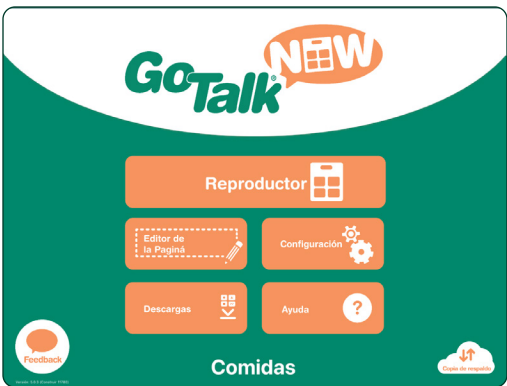 GoTalk NOW
Reproductor
Editor de
la Paginá
Configuración
Descargas
Ayuda
Feedback
Comidas
Copia de respaldo